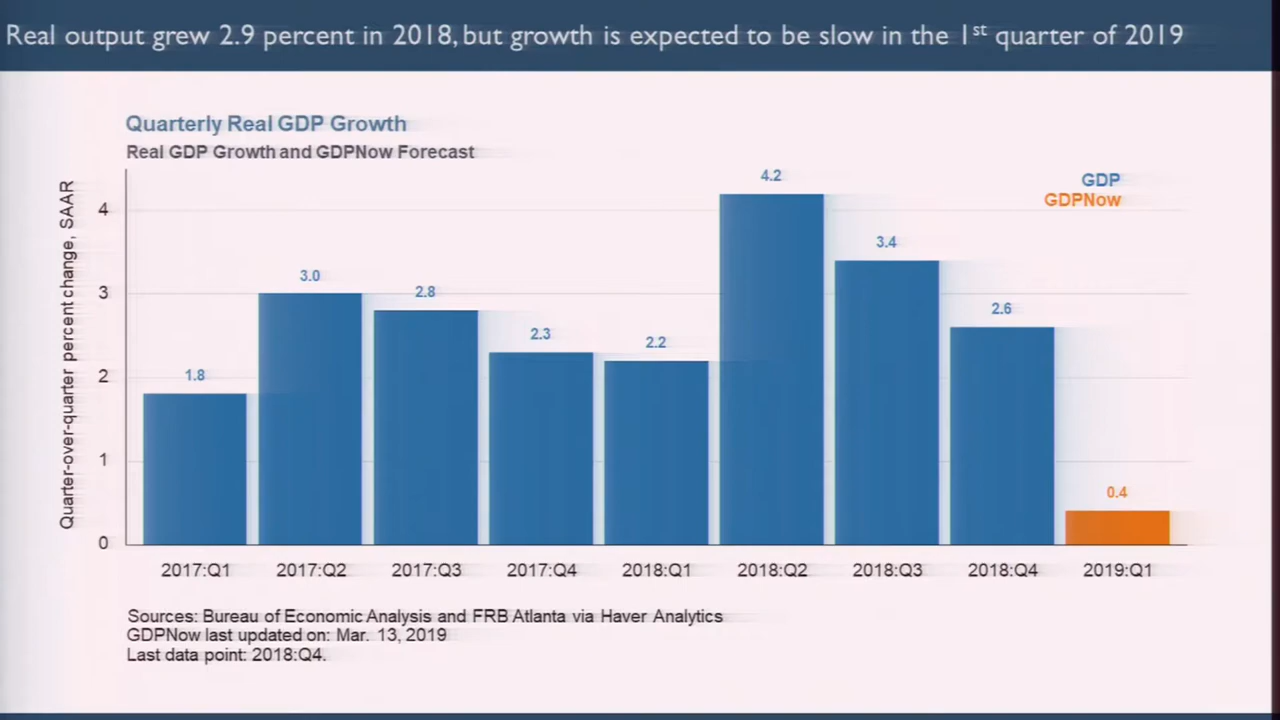 Real output grew 2.9 percent in 2018, but growth is expected to be slow in the 1st quarter of 2019
Quarterly Real GDP Growth
Real GDP Growth and GDPNow Forecast
Quarter-over-quarter percent change, SAAR
GDP
GDPNow
4
3
2
1
0
1.8
3.0
2.8
2.3
2.2
4.2
3.4
2.6
0.4
2017:Q1 2017:Q2 2017:Q3 2017:Q4 2018:Q1 2018:Q2 2018:Q3 2018:Q4 2019:Q1
Sources: Bureau of Economic Analysis and FRB Atlanta via Haver Analytics
GDPNow last updated on: Mar. 13, 2019
Last data point: 2018:Q4.